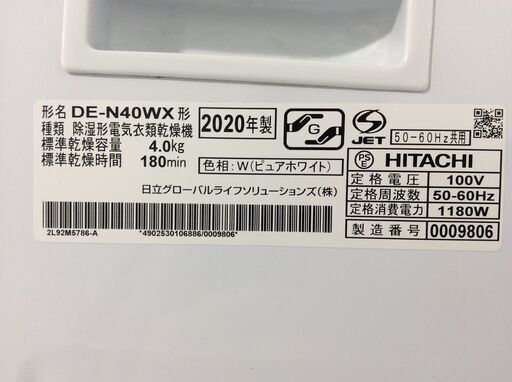 形名 DE-N40WX 形
種類 除湿形電気衣類乾燥機
標準乾燥容量 4.0kg
標準乾燥時間 180min
2020年製
色相:W(ピュアホワイト)
日立グローバルライフソリューションズ(株)
2L92M5786-A
*4902530106886/0009806*
G
S
JET
50-60Hz共用
PS
E
HITACHI
定格電圧 100V
定格周波数 50-60Hz
定格消費電力 1180W
製造番号 0009806